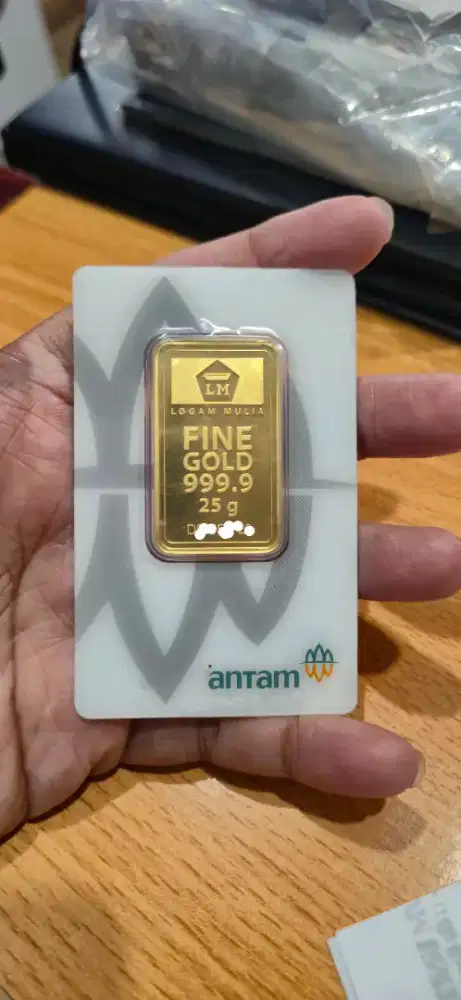 LM
LOGAM MULIA
FINE
GOLD
999.9
25 g
antam